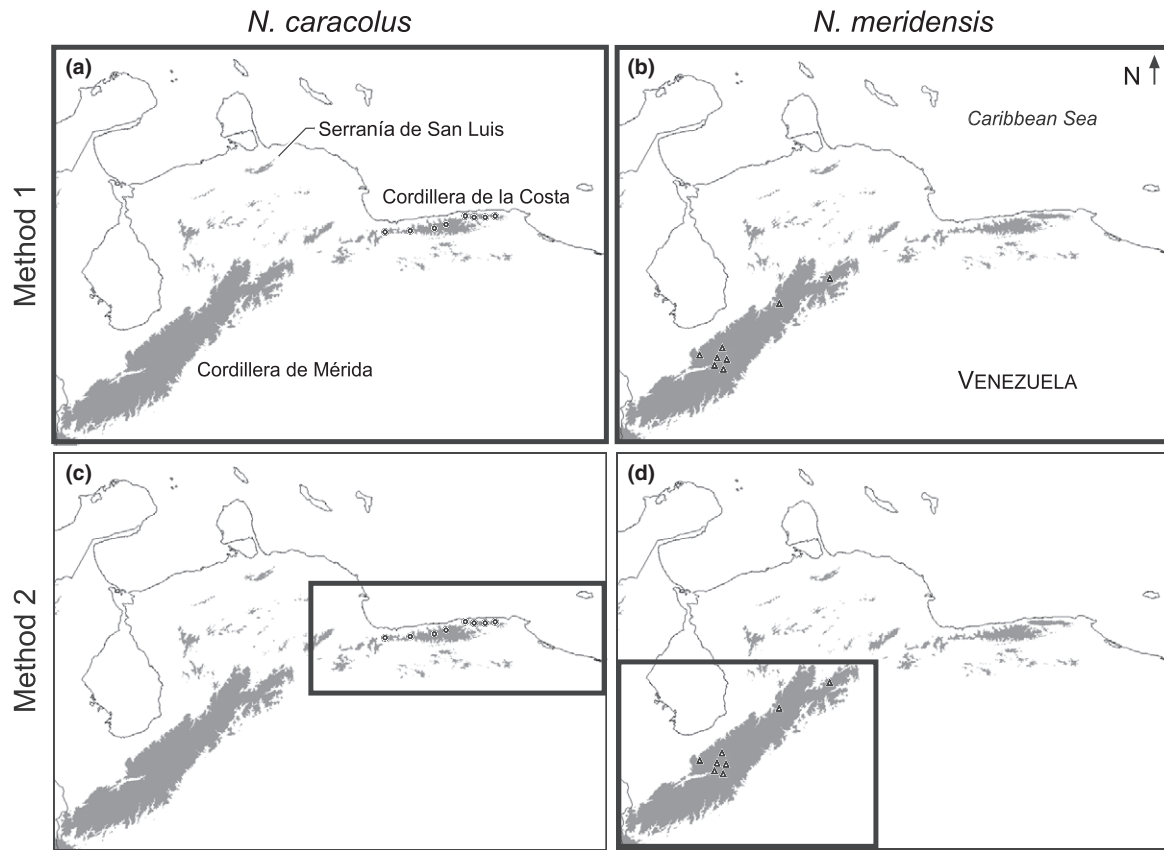 N. caracolus
N. meridensis
Method 1
(a)
Serranía de San Luis
Cordillera de la Costa
Cordillera de Mérida
(b)
N
Caribbean Sea
VENEZUELA
Method 2
(c)
(d)